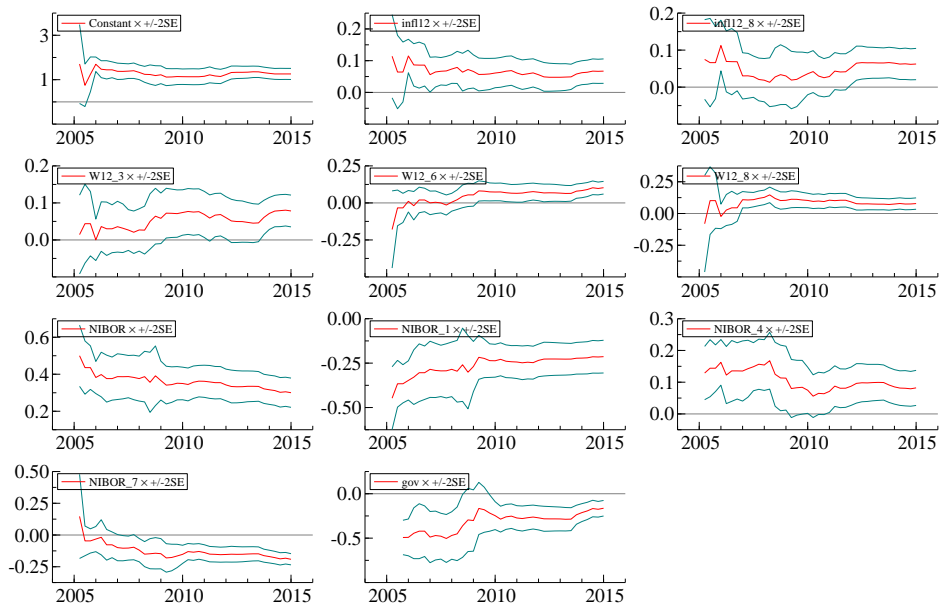 Constant × +/-2SE
3
1
2005 2010 2015
infl12 × +/-2SE
0.2
0.1
0.0
2005 2010 2015
infl12_8 × +/-2SE
0.2
0.1
0.0
2005 2010 2015
W12_3 × +/-2SE
0.2
0.1
0.0
2005 2010 2015
W12_6 × +/-2SE
0.25
0.00
-0.25
2005 2010 2015
W12_8 × +/-2SE
0.25
0.00
-0.25
2005 2010 2015
NIBOR × +/-2SE
0.6
0.4
0.2
2005 2010 2015
NIBOR_1 × +/-2SE
0.00
-0.25
-0.50
2005 2010 2015
NIBOR_4 × +/-2SE
0.3
0.2
0.1
0.0
2005 2010 2015
NIBOR_7 × +/-2SE
0.50
0.25
0.00
-0.25
2005 2010 2015
gov × +/-2SE
0.0
-0.5
2005 2010 2015